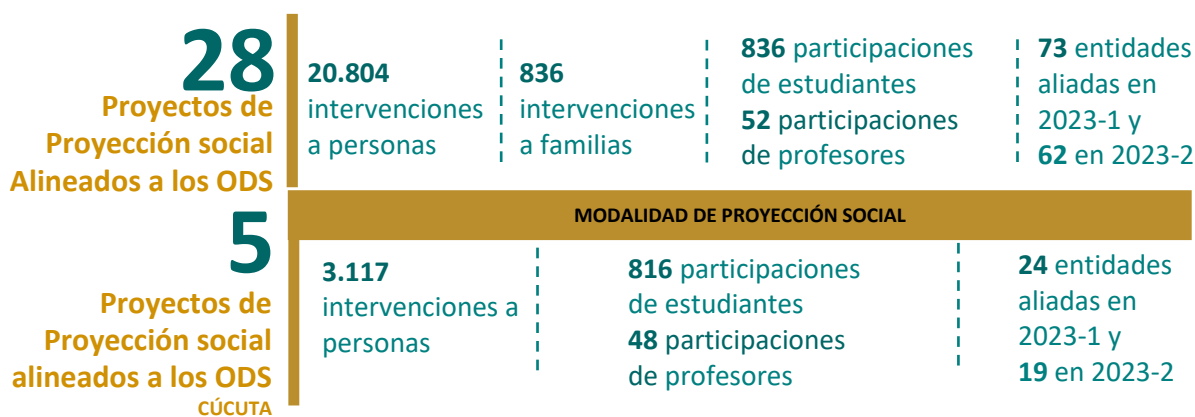 28
Proyectos de
Proyección social
Alineados a los ODS
20.804
intervenciones
a personas
836
intervenciones
a familias
836 participaciones
de estudiantes
52 participaciones
de profesores
73 entidades
aliadas en
2023-1 y
62 en 2023-2
MODALIDAD DE PROYECCIÓN SOCIAL
5
Proyectos de
Proyección social
alineados a los ODS
CÚCUTA
3.117
intervenciones a
personas
816 participaciones
de estudiantes
48 participaciones
de profesores
24 entidades
aliadas en
2023-1 y
19 en 2023-2